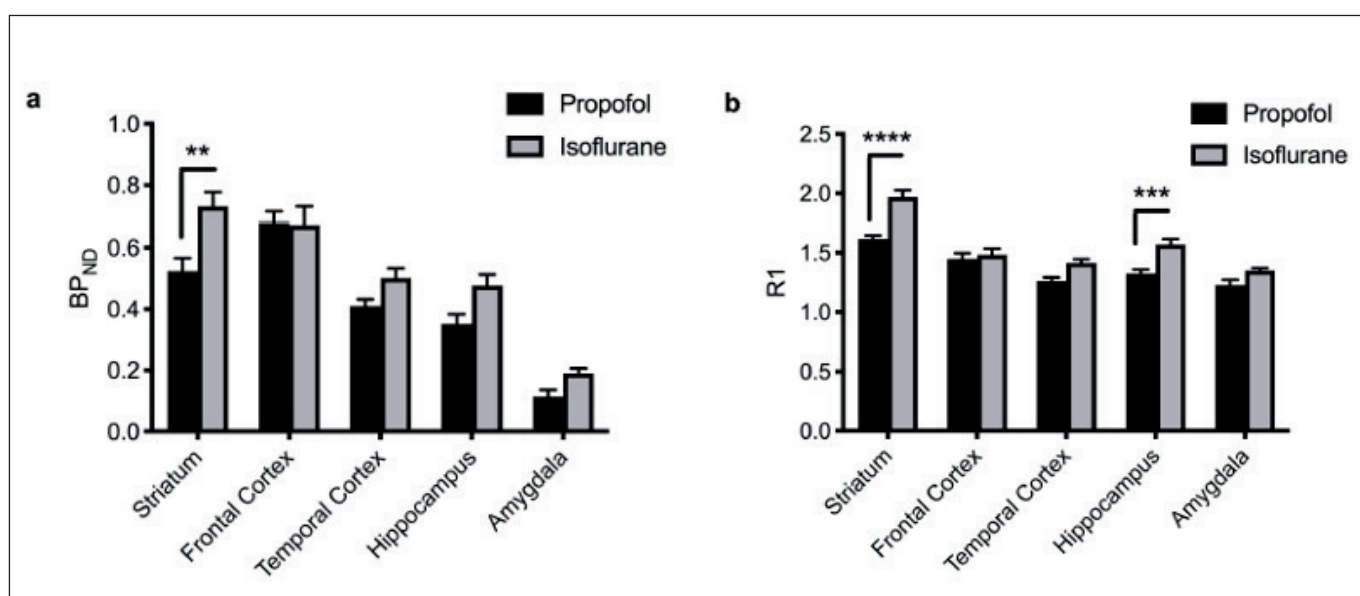 a
Propofol
Isoflurane
BPND
1.0
0.8
0.6
0.4
0.2
0.0
**
Striatum
Frontal Cortex
Temporal Cortex
Hippocampus
Amygdala
b
Propofol
Isoflurane
R1
2.5
2.0
1.5
1.0
0.5
0.0
****
***
Striatum
Frontal Cortex
Temporal Cortex
Hippocampus
Amygdala